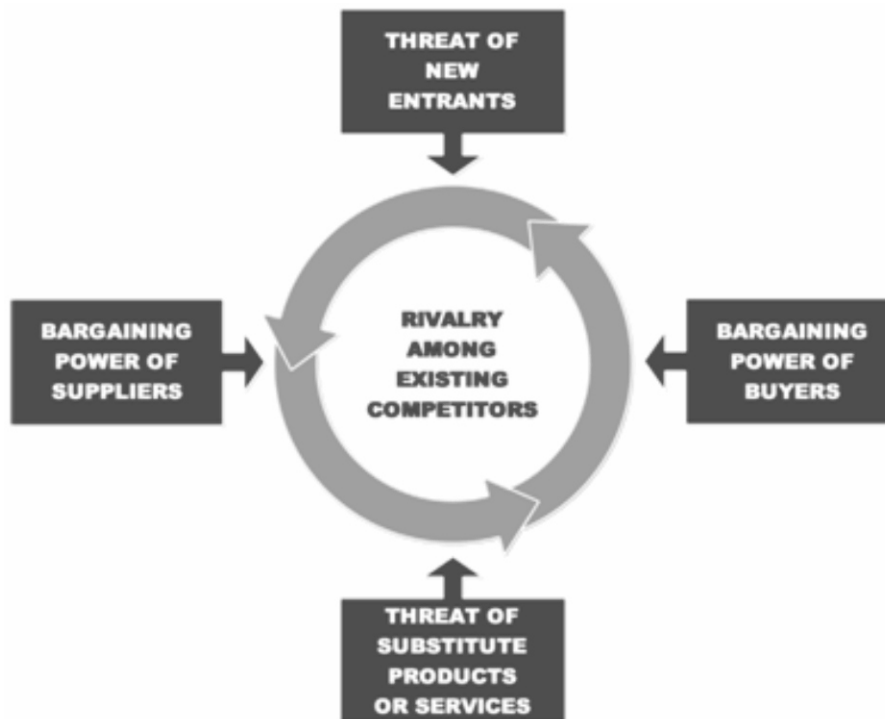 THREAT OF
NEW
ENTRANTS
BARGAINING
POWER OF
SUPPLIERS
RIVALRY
AMONG
EXISTING
COMPETITORS
BARGAINING
POWER OF
BUYERS
THREAT OF
SUBSTITUTE
PRODUCTS
OR SERVICES